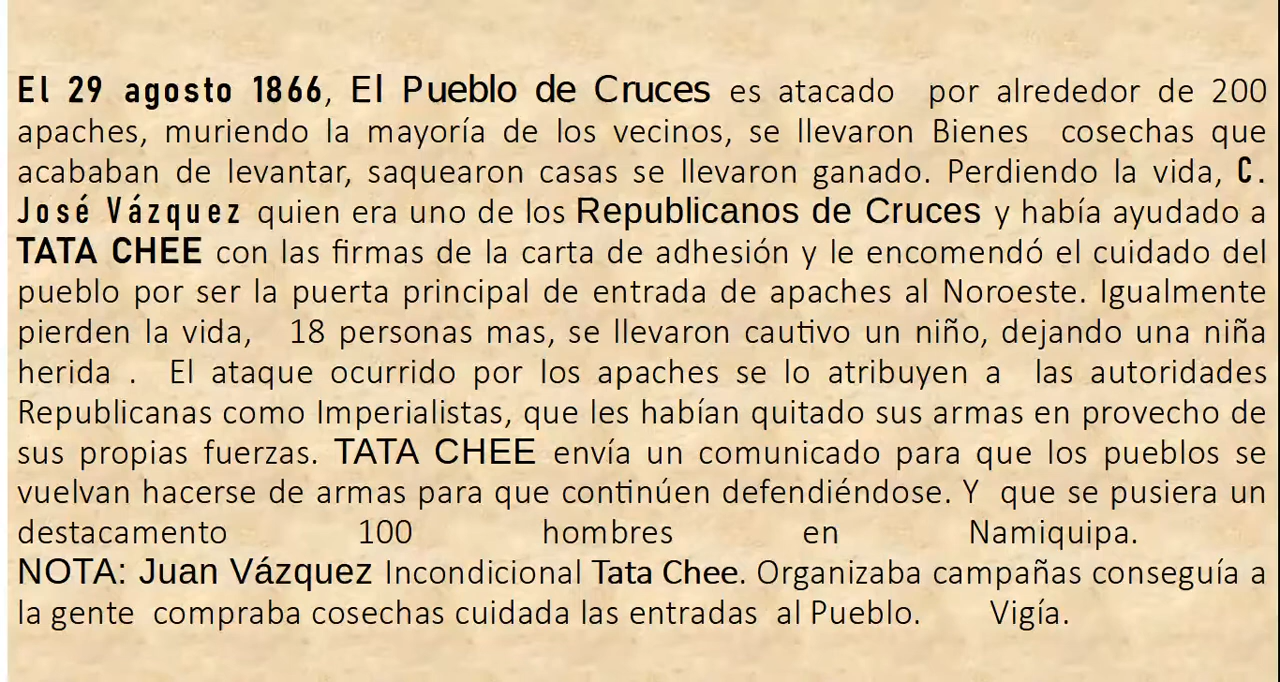 El 29 agosto 1866, El Pueblo de Cruces es atacado por alrededor de 200
apaches, muriendo la mayoría de los vecinos, se llevaron Bienes cosechas que
acababan de levantar, saquearon casas se llevaron ganado. Perdiendo la vida, C.
José Vázquez quien era uno de los Republicanos de Cruces y había ayudado a
TATA CHEE con las firmas de la carta de adhesión y le encomendó el cuidado del
pueblo por ser la puerta principal de entrada de apaches al Noroeste. Igualmente
pierden la vida, 18 personas mas, se llevaron cautivo un niño, dejando una niña
herida . El ataque ocurrido por los apaches se lo atribuyen a las autoridades
Republicanas como Imperialistas, que les habían quitado sus armas en provecho de
sus propias fuerzas. TATA CHEE envía un comunicado para que los pueblos se
vuelvan hacerse de armas para que continúen defendiéndose. Y que se pusiera un
destacamento 100 hombres en Namiquipa.
NOTA: Juan Vázquez Incondicional Tata Chee. Organizaba campañas conseguía a
la gente compraba cosechas cuidada las entradas al Pueblo. Vigía.